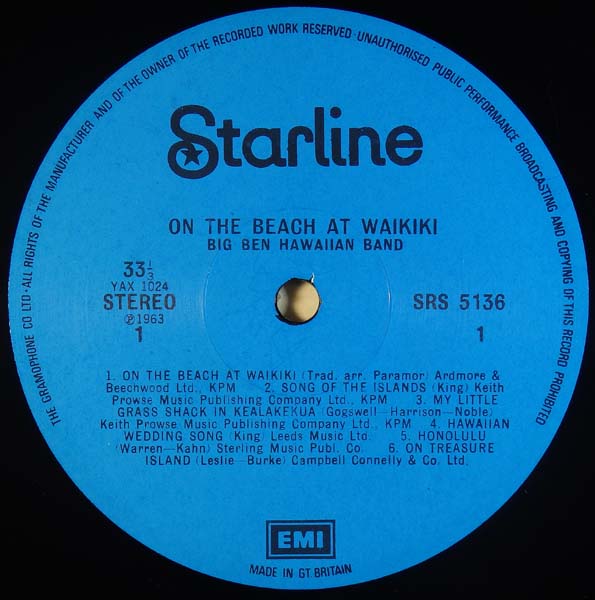 THE GRAMOPHONE CO LTD·ALL RIGHTS OF THE MANUFACTURER AND OF THE OWNER OF THE RECORDED WORK RESERVED·UNAUTHORISED PUBLIC PERFORMANCE BROADCASTING AND COPYING OF THIS RECORD PROHIBITED
Starline
ON THE BEACH AT WAIKIKI
BIG BEN HAWAIIAN BAND
33⅓
YAX 1024
STEREO
℗1963
1
SRS 5136
1
1. ON THE BEACH AT WAIKIKI (Trad. arr. Paramor) Ardmore &
Beechwood Ltd., KPM 2. SONG OF THE ISLANDS (King) Keith
Prowse Music Publishing Company Ltd., KPM 3. MY LITTLE
GRASS SHACK IN KEALAKEKUA (Gogswell—Harrison—Noble)
Keith Prowse Music Publishing Company Ltd., KPM 4. HAWAIIAN
WEDDING SONG (King) Leeds Music Ltd. 5. HONOLULU
(Warren—Kahn) Sterling Music Publ. Co. 6. ON TREASURE
ISLAND (Leslie—Burke) Campbell Connelly & Co. Ltd.
EMI
MADE IN GT BRITAIN